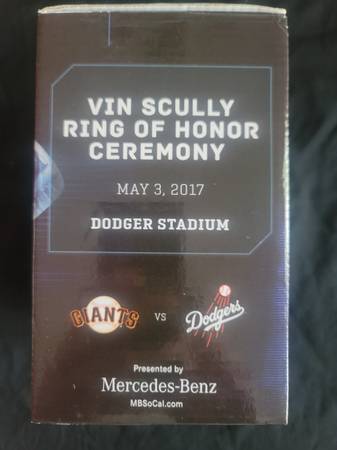 VIN SCULLY
RING OF HONOR
CEREMONY
MAY 3, 2017
DODGER STADIUM
GIANTS VS Dodgers
Presented by
Mercedes-Benz
MBSoCal.com